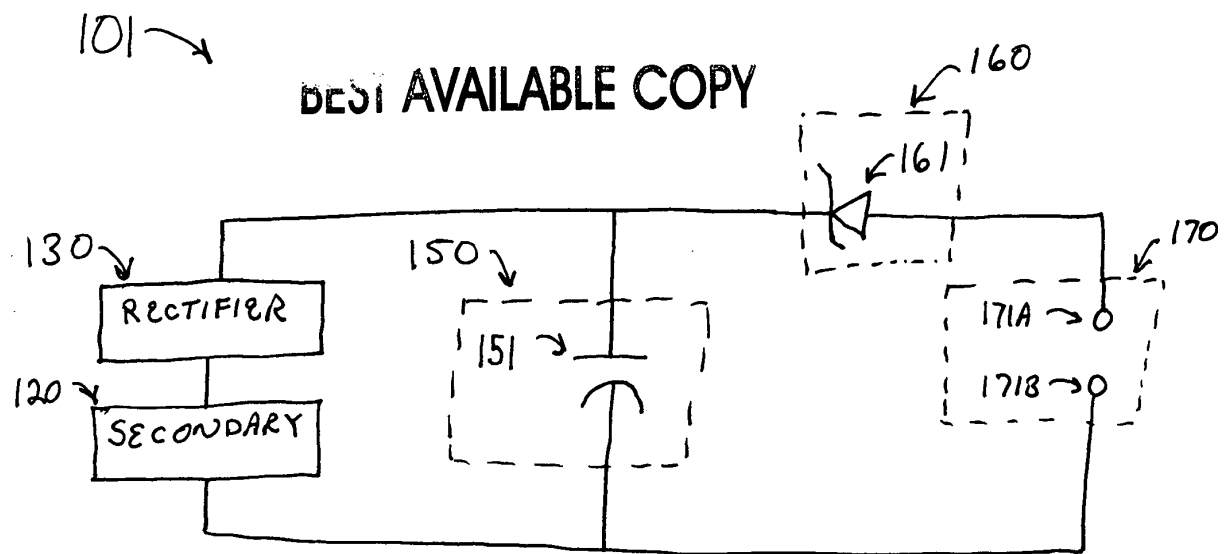 101
BEST AVAILABLE COPY
160
161
130
150
170
RECTIFIER
151
171A
120
171B
SECONDARY